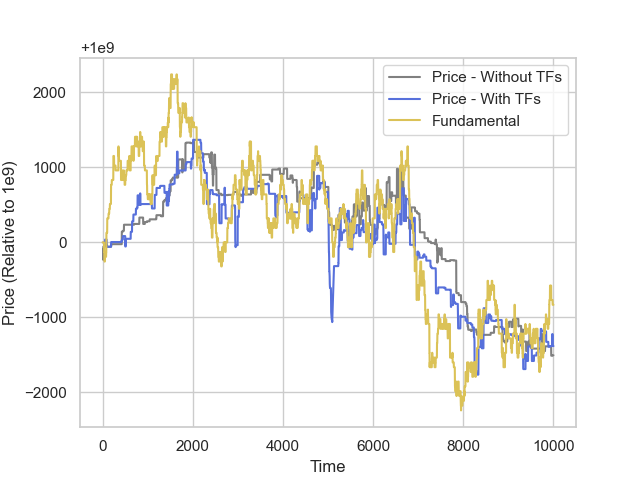 +1e9
Price - Without TFs
Price - With TFs
Fundamental
2000
1000
0
−1000
−2000
Price (Relative to 1e9)
0
2000
4000
6000
8000
10000
Time